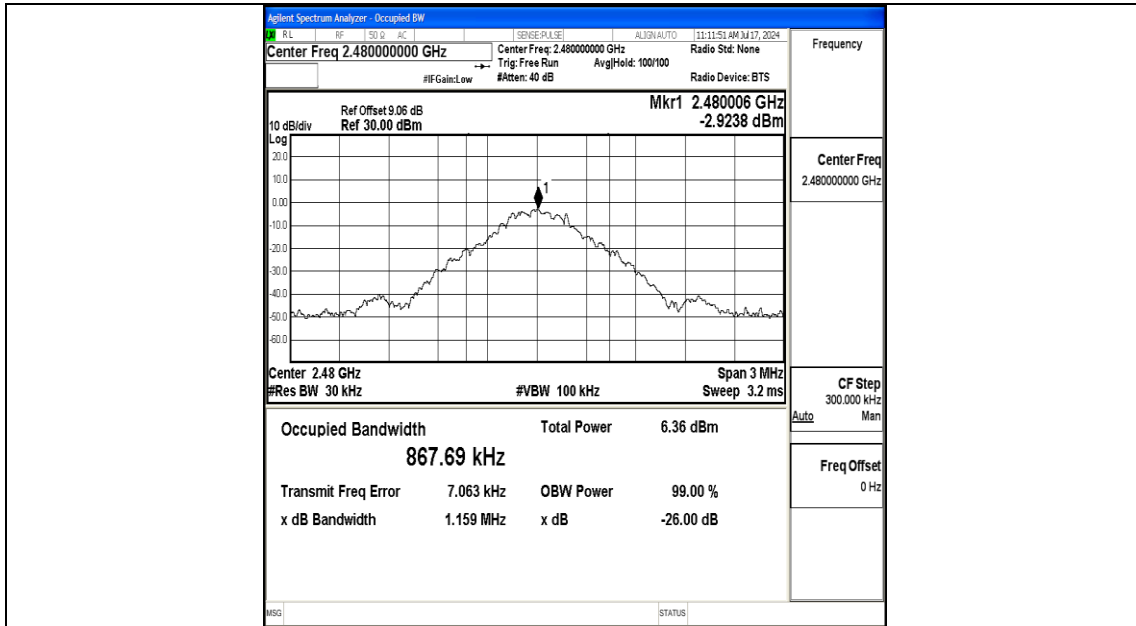 Agilent Spectrum Analyzer - Occupied BW
LXI RL RF 50 Ω AC SENSE:PULSE ALIGN AUTO 11:11:51 AM Jul 17, 2024
Center Freq 2.480000000 GHz
Center Freq: 2.480000000 GHz Radio Std: None
Trig: Free Run Avg|Hold: 100/100
#IFGain:Low #Atten: 40 dB Radio Device: BTS
Frequency
Mkr1 2.480006 GHz
-2.9238 dBm
Ref Offset 9.06 dB
10 dB/div Ref 30.00 dBm
Log
20.0
10.0
0.00
-10.0
-20.0
-30.0
-40.0
-50.0
-60.0
1
Center 2.48 GHz Span 3 MHz
#Res BW 30 kHz #VBW 100 kHz Sweep 3.2 ms
Center Freq
2.480000000 GHz
CF Step
300.000 kHz
Auto Man
Freq Offset
0 Hz
Occupied Bandwidth Total Power 6.36 dBm
867.69 kHz
Transmit Freq Error 7.063 kHz OBW Power 99.00 %
x dB Bandwidth 1.159 MHz x dB -26.00 dB
MSG STATUS